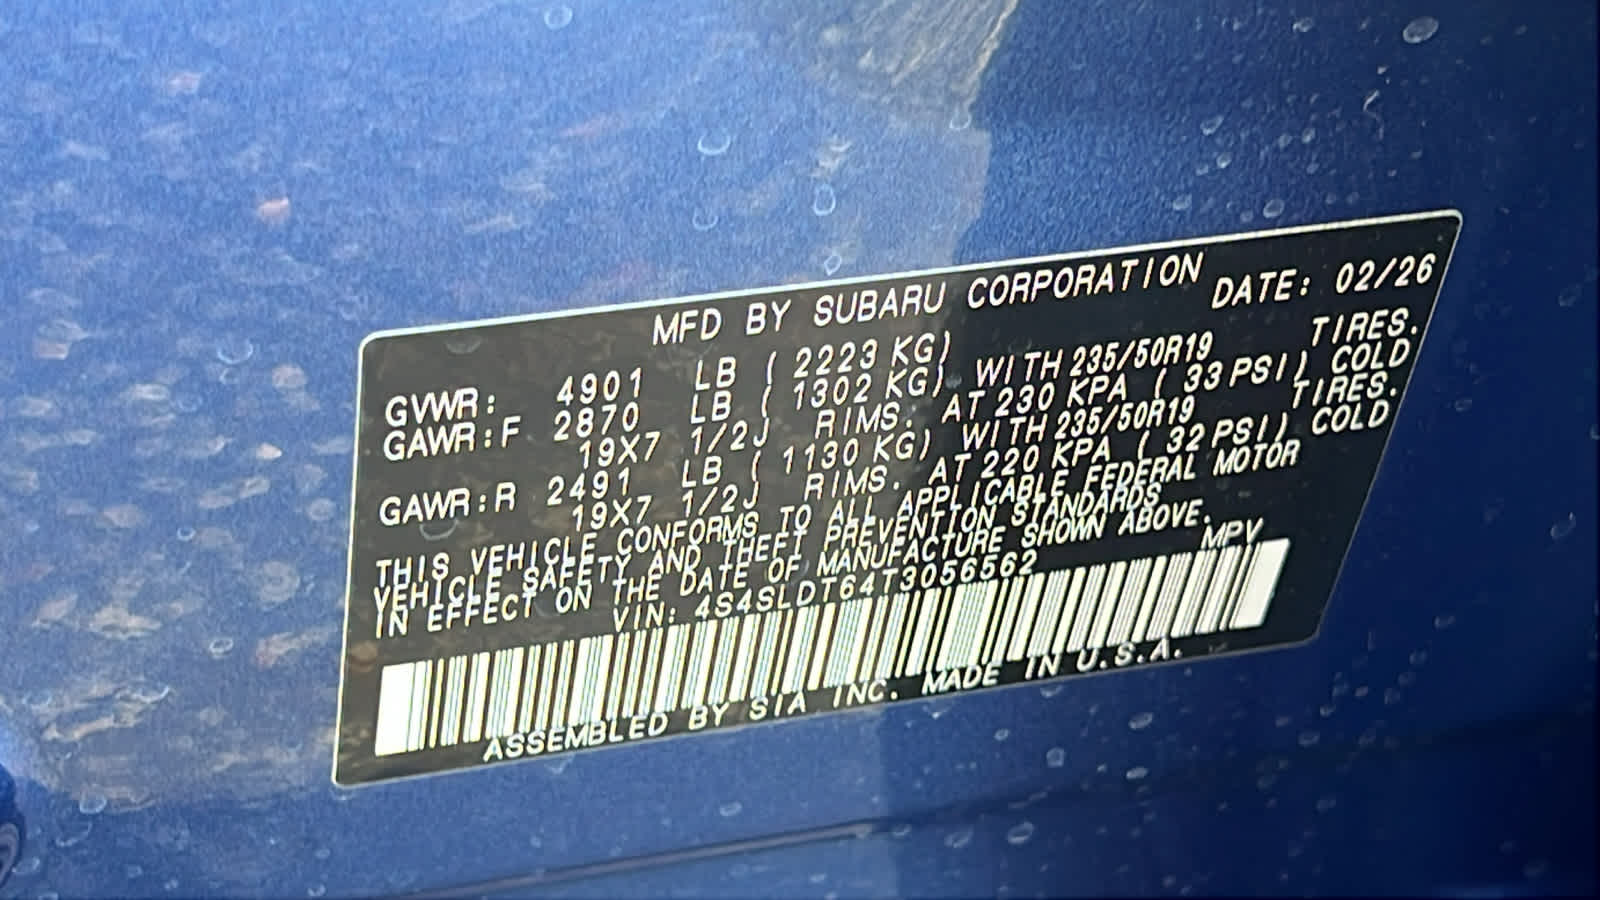 MFD BY SUBARU CORPORATION
DATE: 02/26
GVWR: 4901 LB ( 2223 KG)
GAWR:F 2870 LB ( 1302 KG) WITH 235/50R19 TIRES.
19X7 1/2J RIMS. AT 230 KPA ( 33 PSI) COLD
GAWR:R 2491 LB ( 1130 KG) WITH 235/50R19 TIRES.
19X7 1/2J RIMS. AT 220 KPA ( 32 PSI) COLD
THIS VEHICLE CONFORMS TO ALL APPLICABLE FEDERAL MOTOR
VEHICLE SAFETY AND THEFT PREVENTION STANDARDS
IN EFFECT ON THE DATE OF MANUFACTURE SHOWN ABOVE.
VIN: 4S4SLDT64T3056562 MPV
ASSEMBLED BY SIA INC. MADE IN U.S.A.